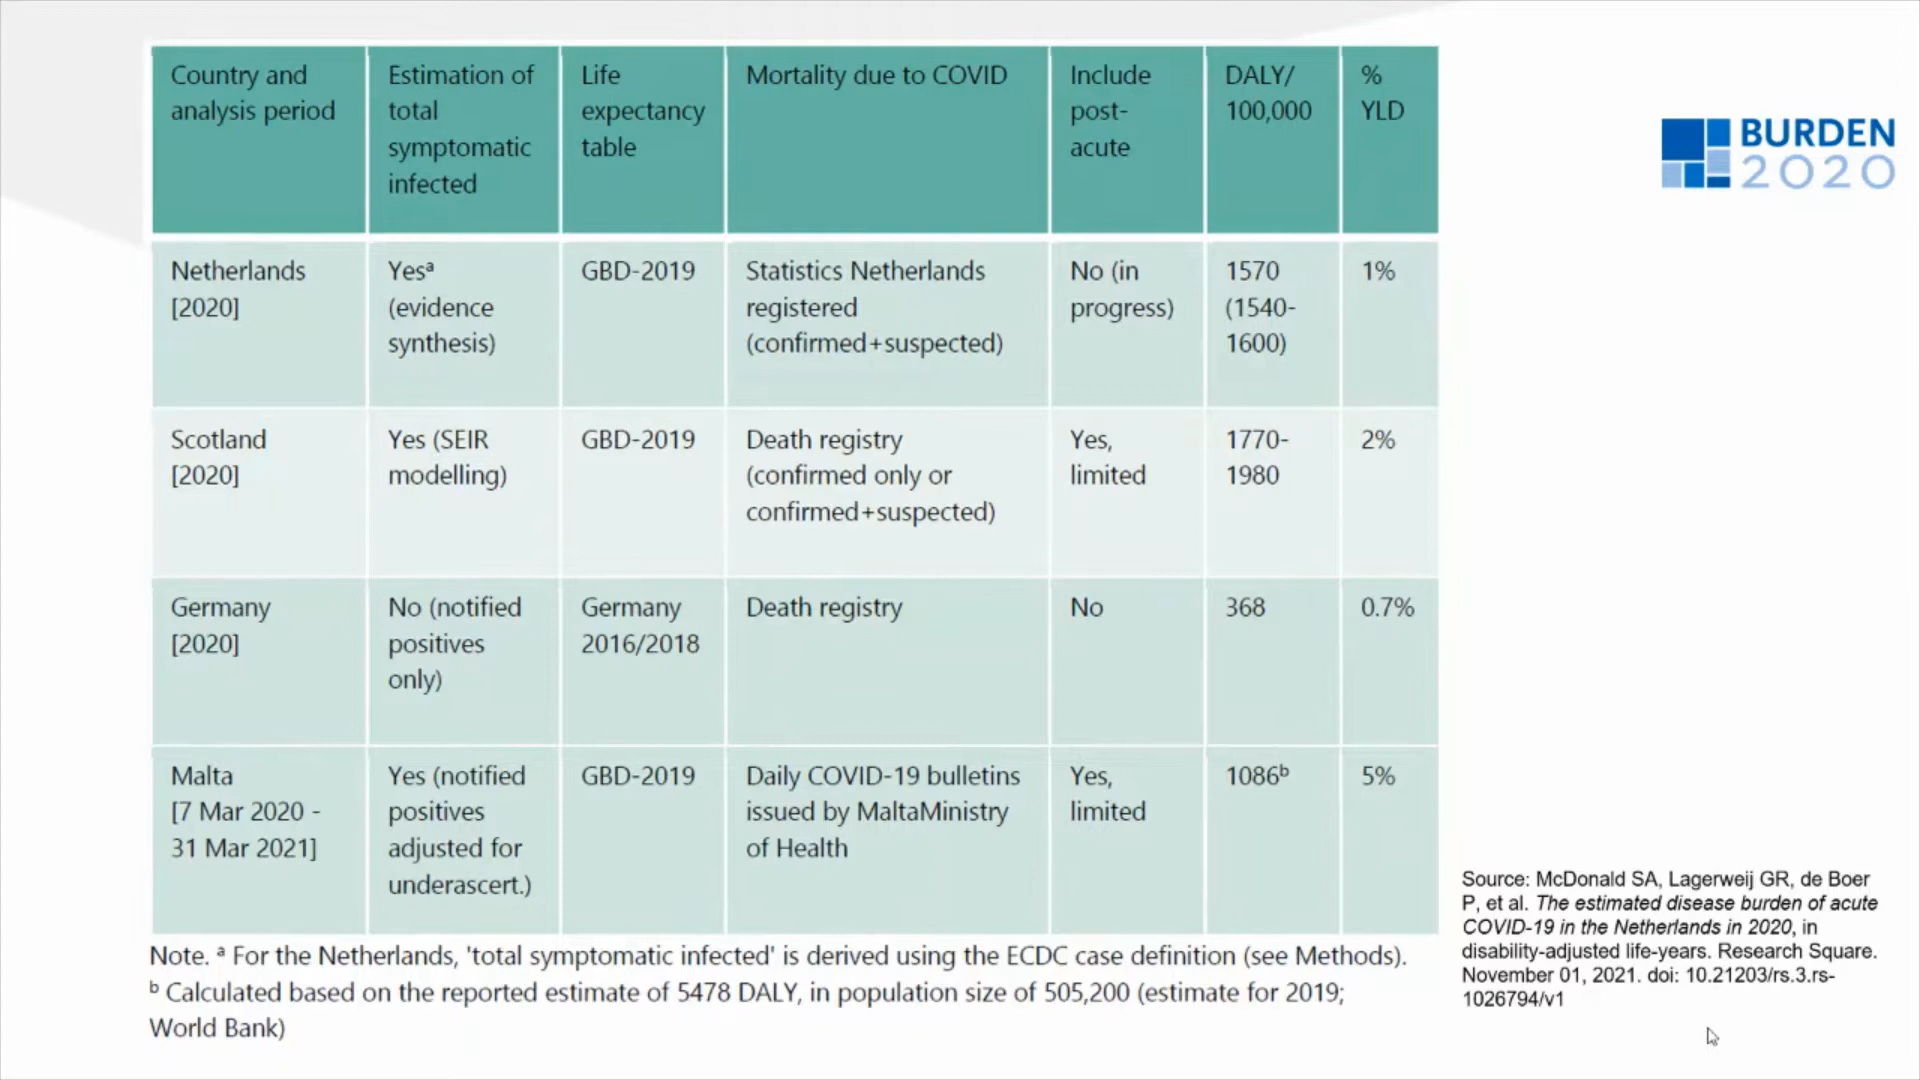 Country and
analysis period
Estimation of
total
symptomatic
infected
Life
expectancy
table
Mortality due to COVID
Include
post-
acute
DALY/
100,000
%
YLD
Netherlands
[2020]
Yesᵃ
(evidence
synthesis)
GBD-2019
Statistics Netherlands
registered
(confirmed+suspected)
No (in
progress)
1570
(1540-
1600)
1%
Scotland
[2020]
Yes (SEIR
modelling)
GBD-2019
Death registry
(confirmed only or
confirmed+suspected)
Yes,
limited
1770-
1980
2%
Germany
[2020]
No (notified
positives
only)
Germany
2016/2018
Death registry
No
368
0.7%
Malta
[7 Mar 2020 -
31 Mar 2021]
Yes (notified
positives
adjusted for
underascert.)
GBD-2019
Daily COVID-19 bulletins
issued by MaltaMinistry
of Health
Yes,
limited
1086ᵇ
5%
Note. ᵃ For the Netherlands, 'total symptomatic infected' is derived using the ECDC case definition (see Methods).
ᵇ Calculated based on the reported estimate of 5478 DALY, in population size of 505,200 (estimate for 2019;
World Bank)
BURDEN
2020
Source: McDonald SA, Lagerweij GR, de Boer
P, et al. The estimated disease burden of acute
COVID-19 in the Netherlands in 2020, in
disability-adjusted life-years. Research Square.
November 01, 2021. doi: 10.21203/rs.3.rs-
1026794/v1